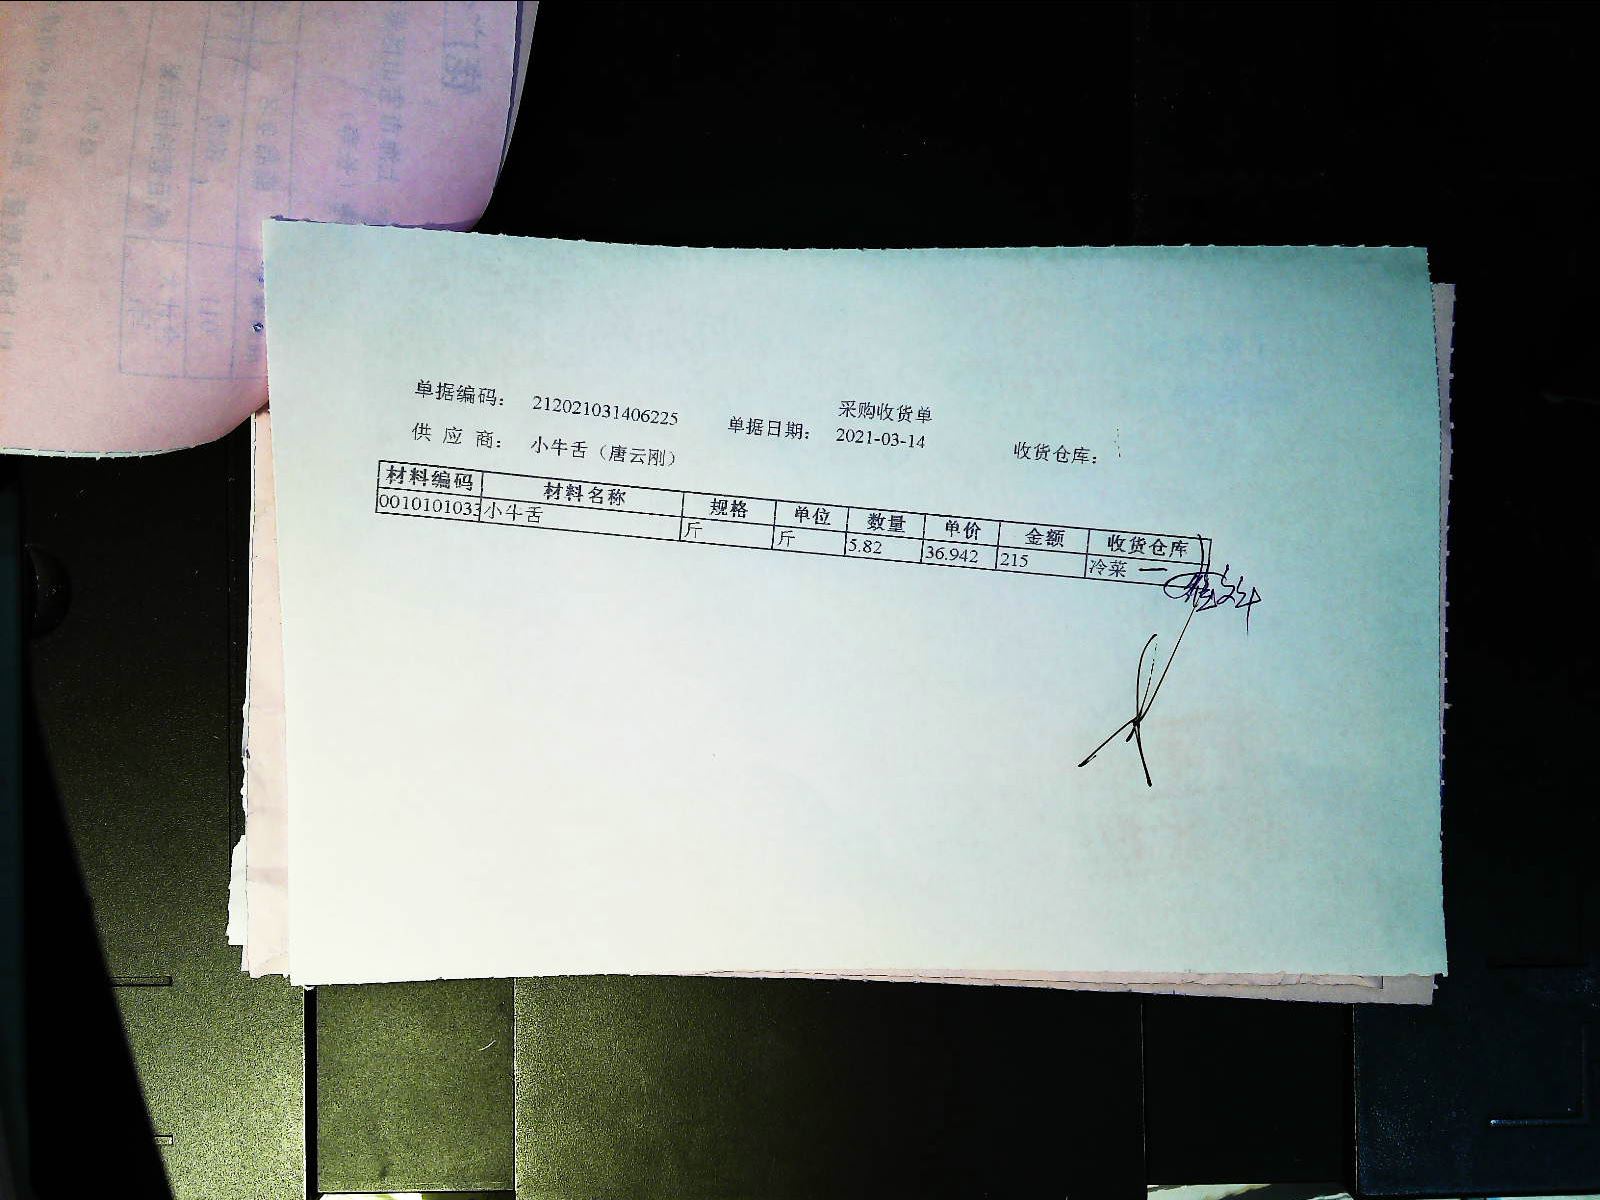 采购收货单
单据编码： 212021031406225 单据日期： 2021-03-14 收货仓库：
供 应 商： 小牛舌（唐云刚）
材料编码 材料名称 规格 单位 数量 单价 金额 收货仓库
0010101033 小牛舌 斤 斤 5.82 36.942 215 冷菜